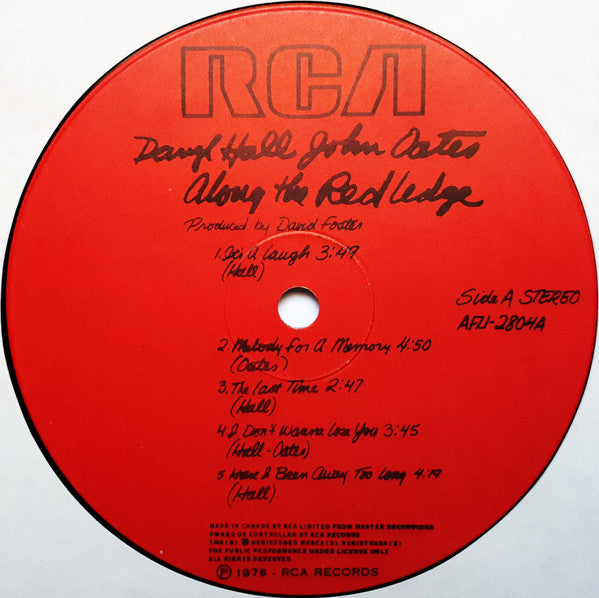 RCA
Daryl Hall John Oates
Along the Red Ledge
Produced by David Foster
1. It's A Laugh 3:49
(Hall)
Side A STEREO
AFL1-2804A
2. Melody For A Memory 4:50
(Oates)
3. The Last Time 2:47
(Hall)
4. I Don't Wanna Lose You 3:45
(Hall-Oates)
5 Have I Been Away Too Long 4:19
(Hall)
MADE IN CANADA BY RCA LIMITED FROM MASTER RECORDINGS
OWNED OR CONTROLLED BY RCA RECORDS
TMK(S) ® REGISTERED MARCA(S) REGISTRADA(S)
FOR PUBLIC PERFORMANCE UNDER LICENSE ONLY
ALL RIGHTS RESERVED
℗ 1978 - RCA RECORDS